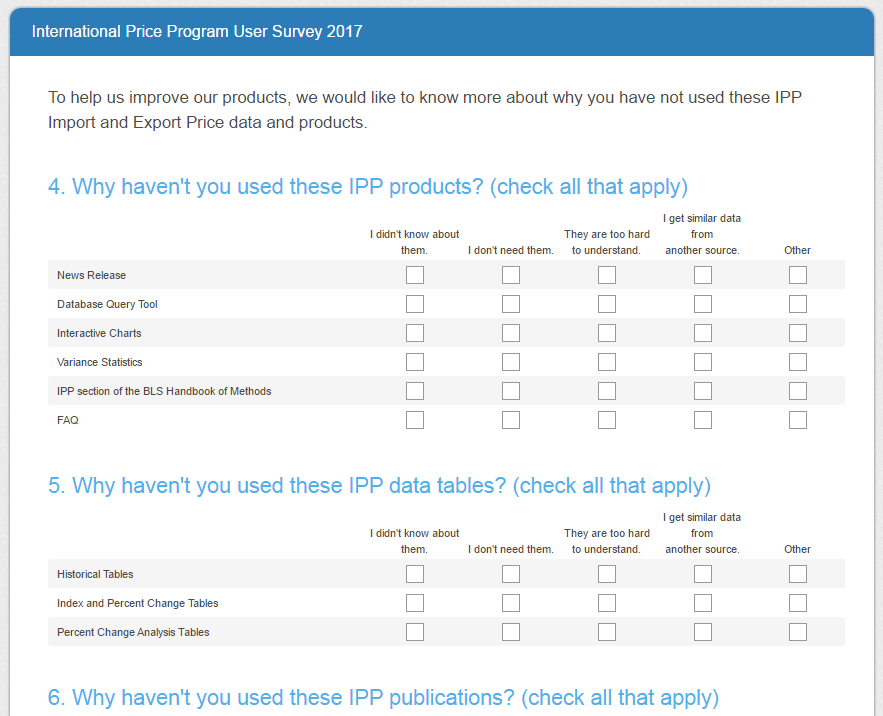 International Price Program User Survey 2017
To help us improve our products, we would like to know more about why you have not used these IPP
Import and Export Price data and products.
4. Why haven't you used these IPP products? (check all that apply)
I didn't know about them. I don't need them. They are too hard to understand. I get similar data from another source. Other
News Release
Database Query Tool
Interactive Charts
Variance Statistics
IPP section of the BLS Handbook of Methods
FAQ
5. Why haven't you used these IPP data tables? (check all that apply)
I didn't know about them. I don't need them. They are too hard to understand. I get similar data from another source. Other
Historical Tables
Index and Percent Change Tables
Percent Change Analysis Tables
6. Why haven't you used these IPP publications? (check all that apply)